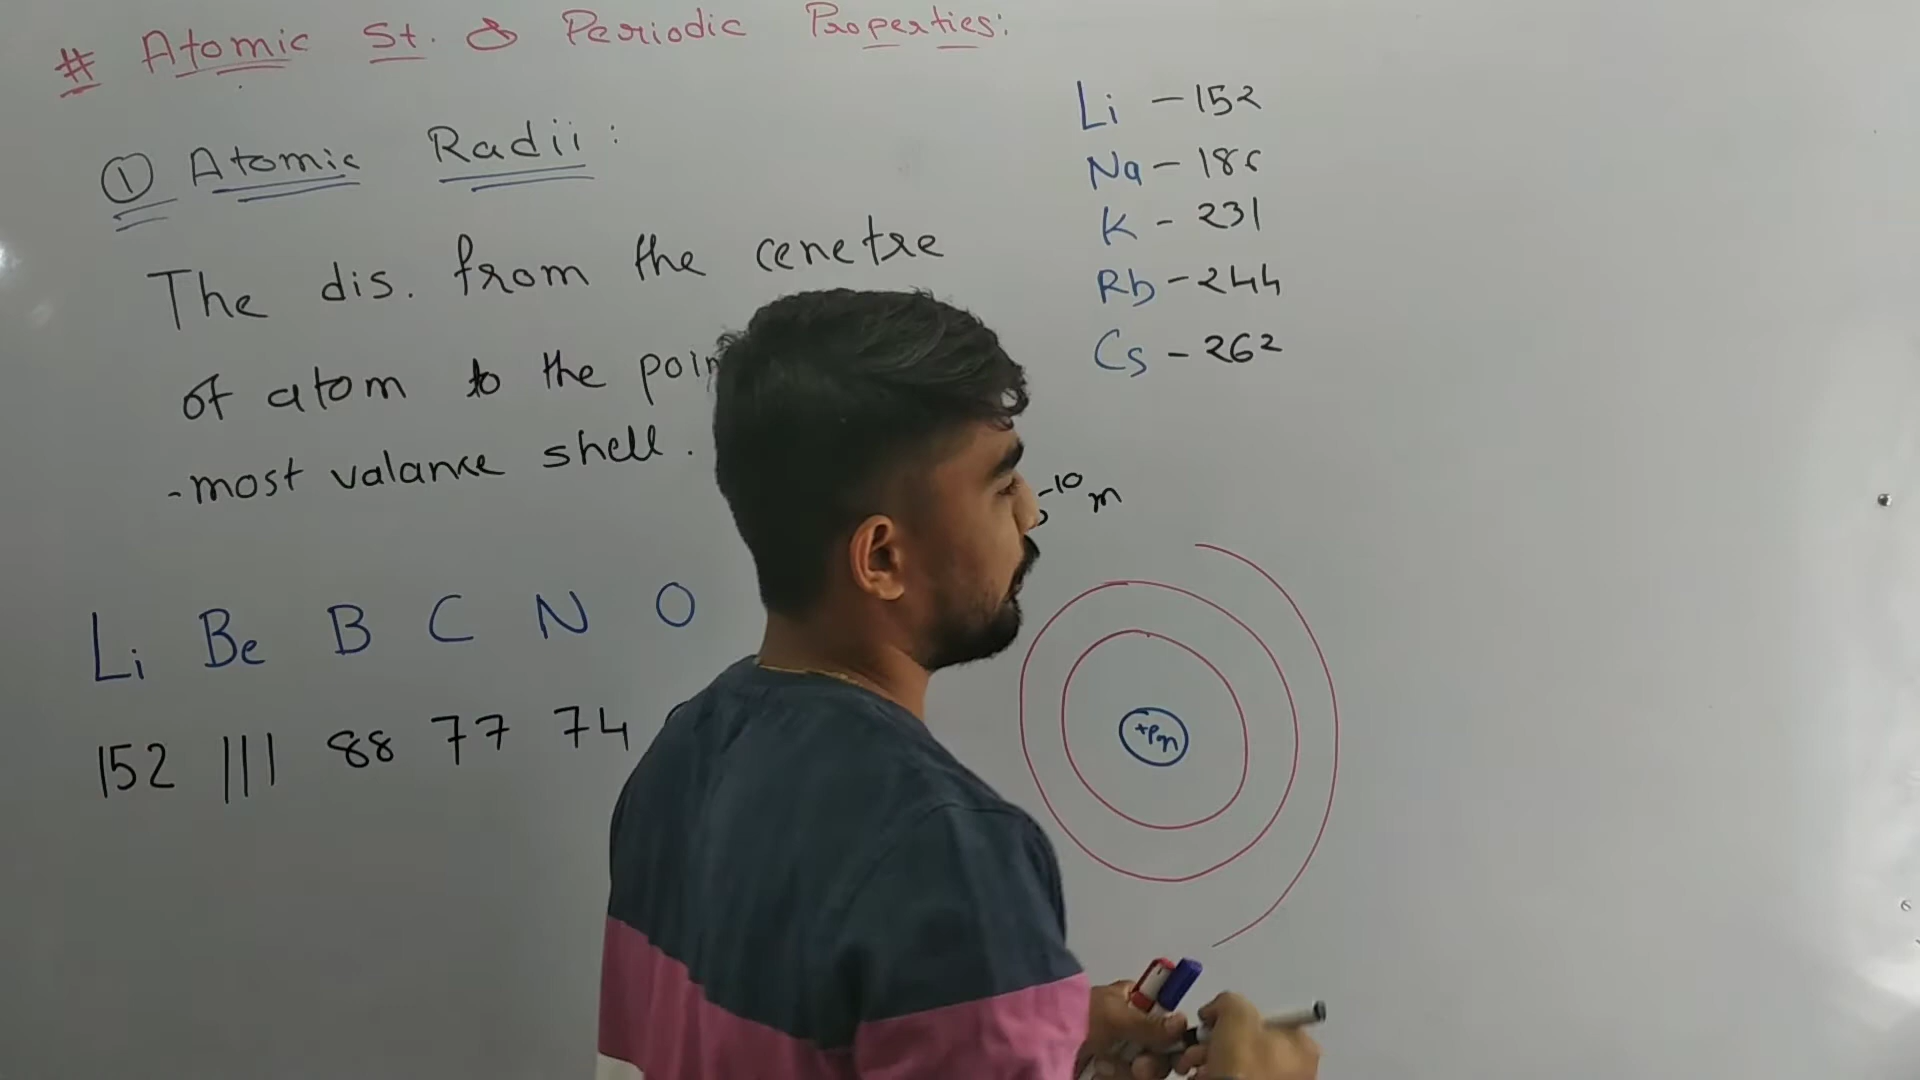 # Atomic St. & Periodic Properties:
① Atomic Radii:
The dis. from the cenetre
of atom to the
-most valance shell.
Li Be B C N O
152 111 88 77 74
Li - 152
Na - 186
K - 231
Rb - 244
Cs - 262
-10 m
+P n